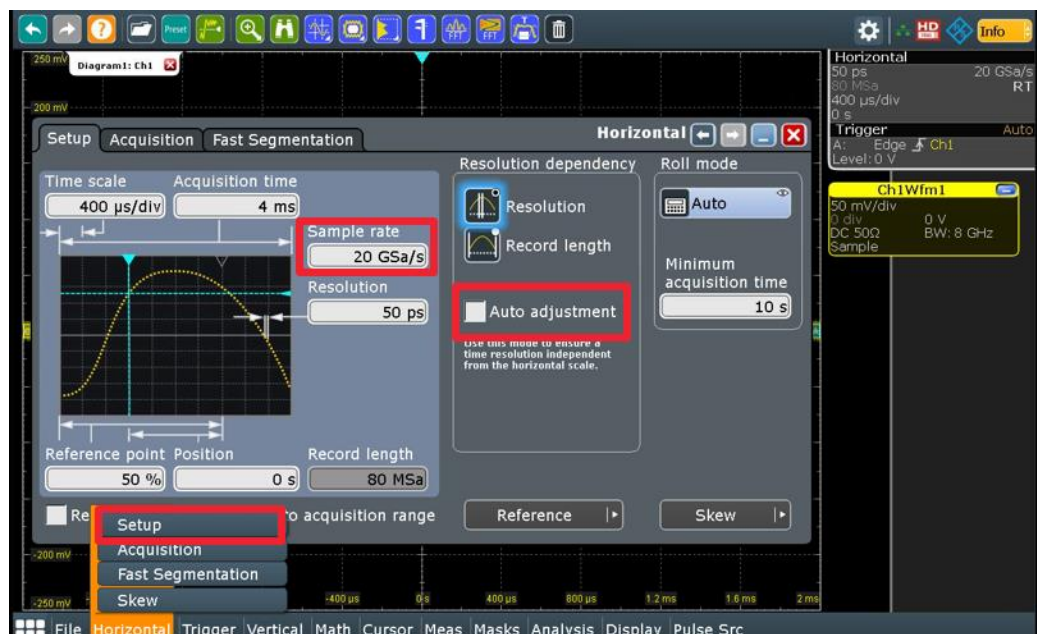 Preset
FFT
FFT
HD
Info
250 mV
Diagram1: Ch1
200 mV
Horizontal
50 ps 20 GSa/s
80 MSa RT
400 µs/div
0 s
Trigger Auto
A: Edge Ch1
Level: 0 V
Ch1Wfm1
50 mV/div
0 div 0 V
DC 50Ω BW: 8 GHz
Sample
Setup Acquisition Fast Segmentation Horizontal
Time scale Acquisition time
400 µs/div 4 ms
Sample rate
20 GSa/s
Resolution
50 ps
Resolution dependency
Resolution
Record length
Auto adjustment
Use this mode to ensure a
time resolution independent
from the horizontal scale.
Roll mode
Auto
Minimum
acquisition time
10 s
Reference point Position Record length
50 % 0 s 80 MSa
Re acquisition range
Reference Skew
Setup
Acquisition
Fast Segmentation
Skew
-200 mV
-250 mV
-400 µs 0 s 400 µs 800 µs 1.2 ms 1.6 ms 2 ms
File Horizontal Trigger Vertical Math Cursor Meas Masks Analysis Display Pulse Src